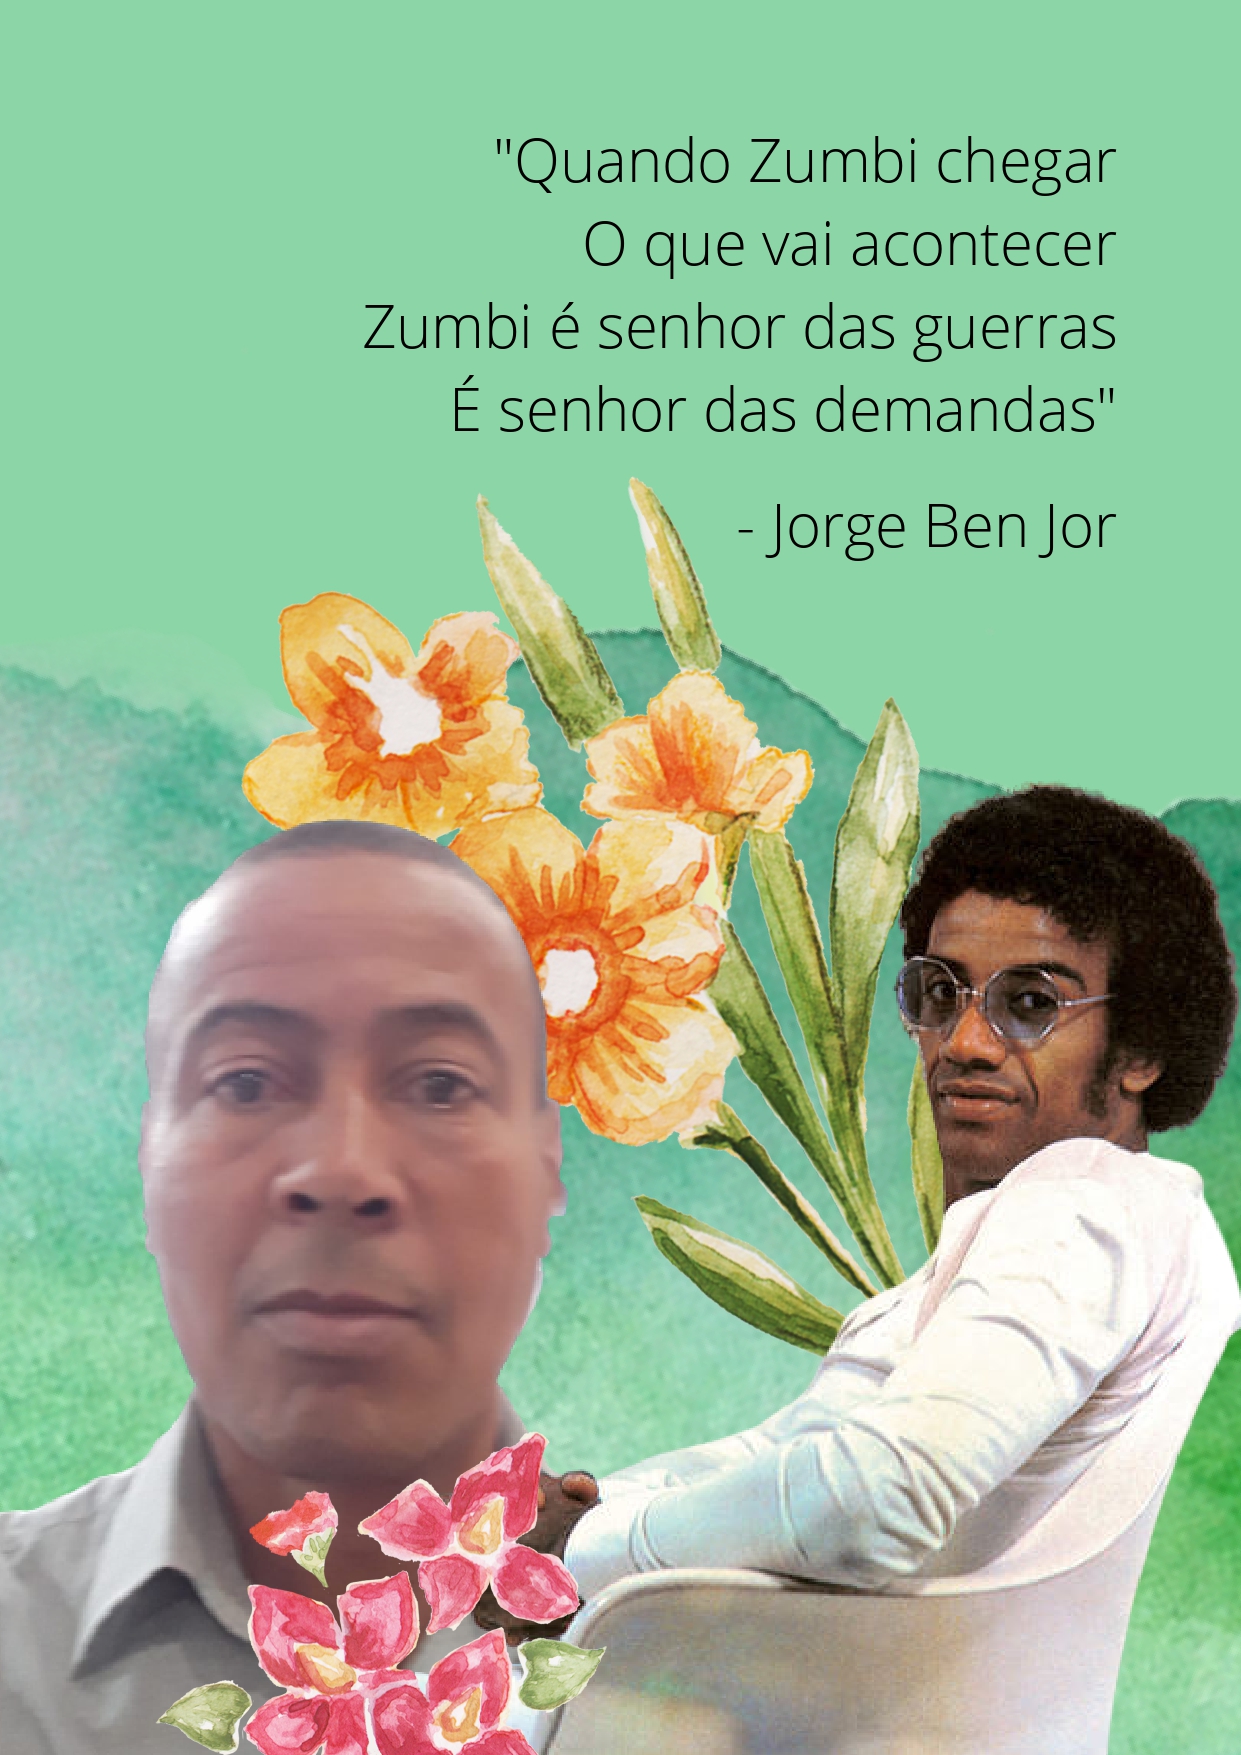 "Quando Zumbi chegar
O que vai acontecer
Zumbi é senhor das guerras
É senhor das demandas"
- Jorge Ben Jor